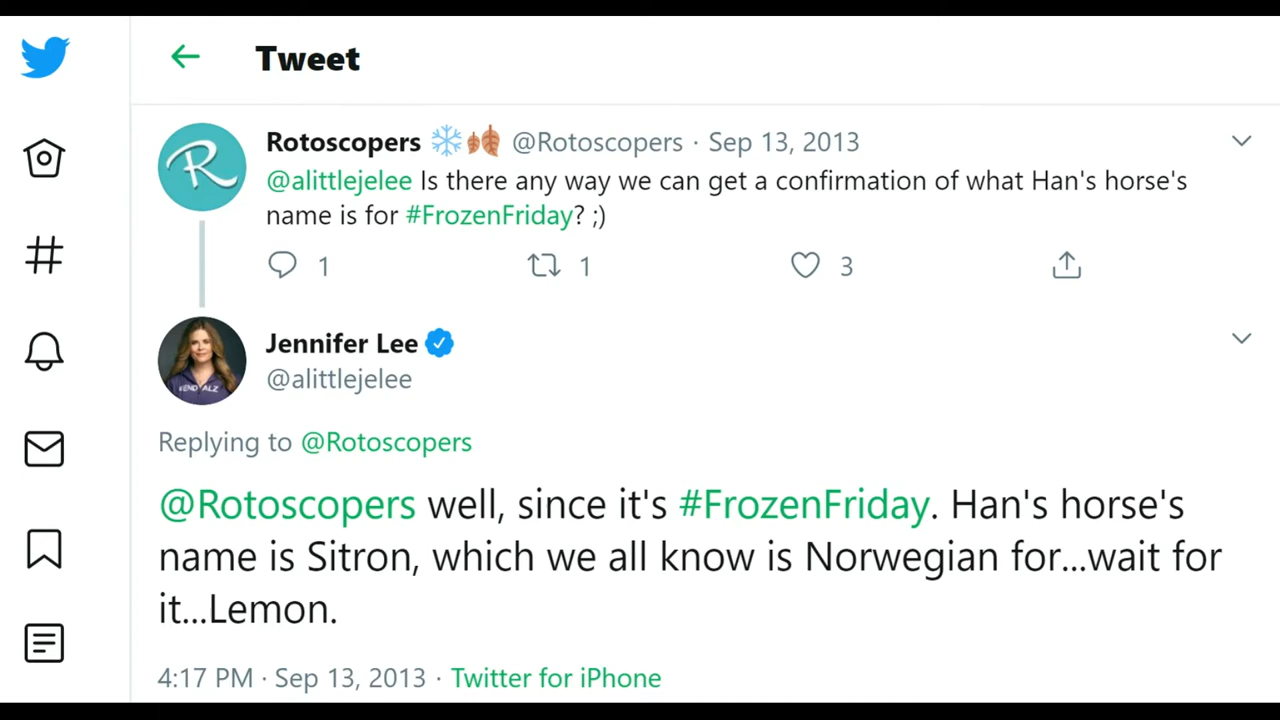 Tweet
Rotoscopers ❄️🍂 @Rotoscopers · Sep 13, 2013
@alittlejelee Is there any way we can get a confirmation of what Han's horse's
name is for #FrozenFriday? ;)
1 1 3
Jennifer Lee
@alittlejelee
Replying to @Rotoscopers
@Rotoscopers well, since it's #FrozenFriday. Han's horse's
name is Sitron, which we all know is Norwegian for...wait for
it...Lemon.
4:17 PM · Sep 13, 2013 · Twitter for iPhone